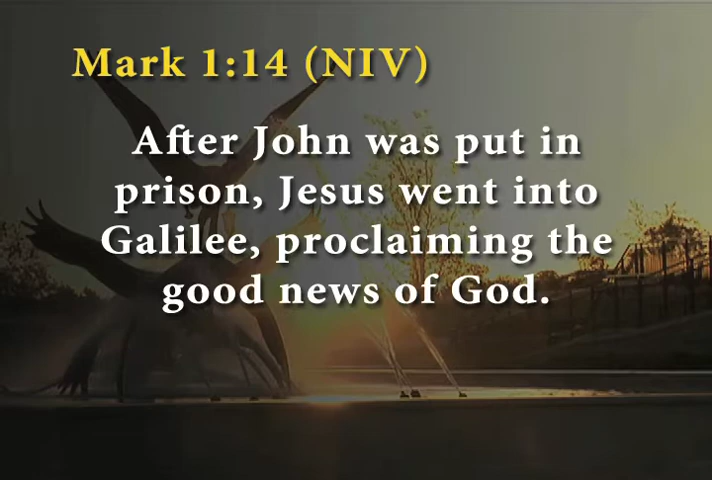 Mark 1:14 (NIV)
After John was put in
prison, Jesus went into
Galilee, proclaiming the
good news of God.